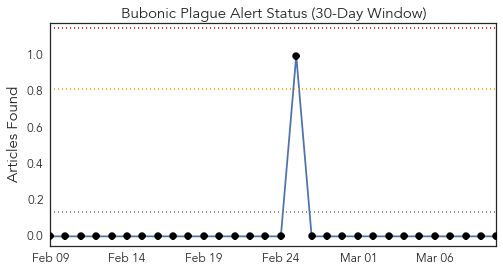 Bubonic Plague Alert Status (30-Day Window)
Articles Found
1.0
0.8
0.6
0.4
0.2
0.0
Feb 09
Feb 14
Feb 19
Feb 24
Mar 01
Mar 06